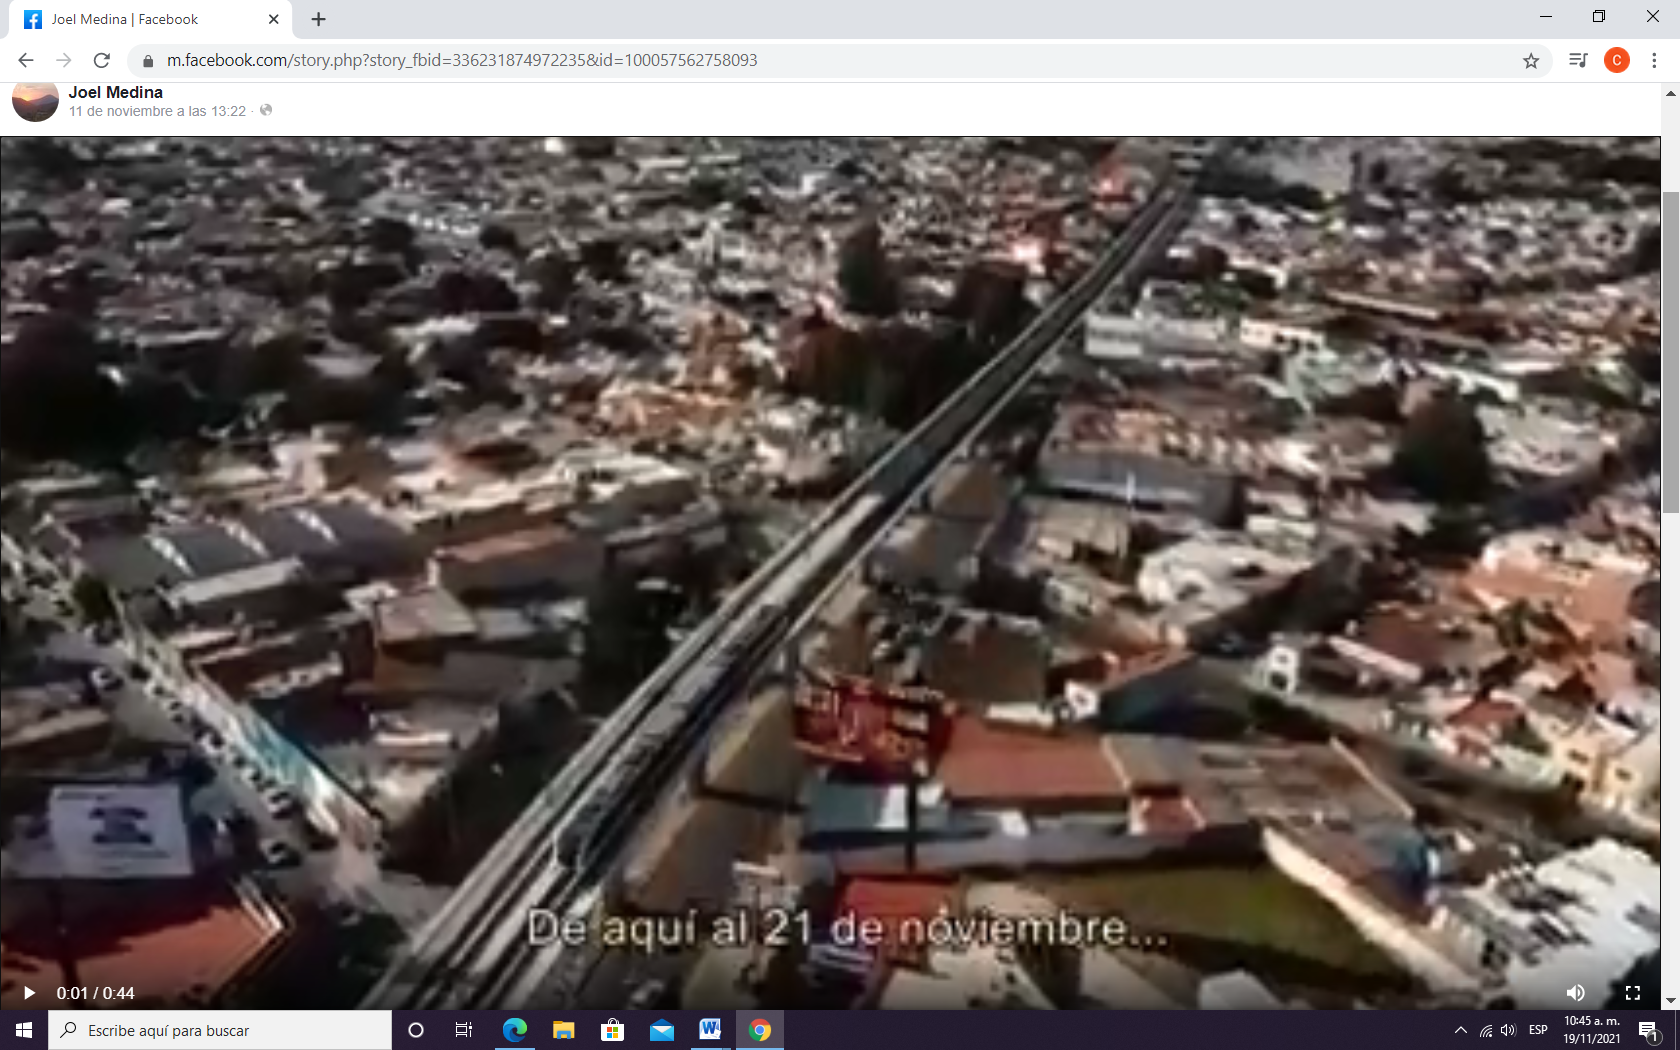 Joel Medina | Facebook
m.facebook.com/story.php?story_fbid=336231874972235&id=100057562758093
C
Joel Medina
11 de noviembre a las 13:22 ·
De aquí al 21 de noviembre...
0:01 / 0:44
Escribe aquí para buscar
ESP
10:45 a. m.
19/11/2021
1